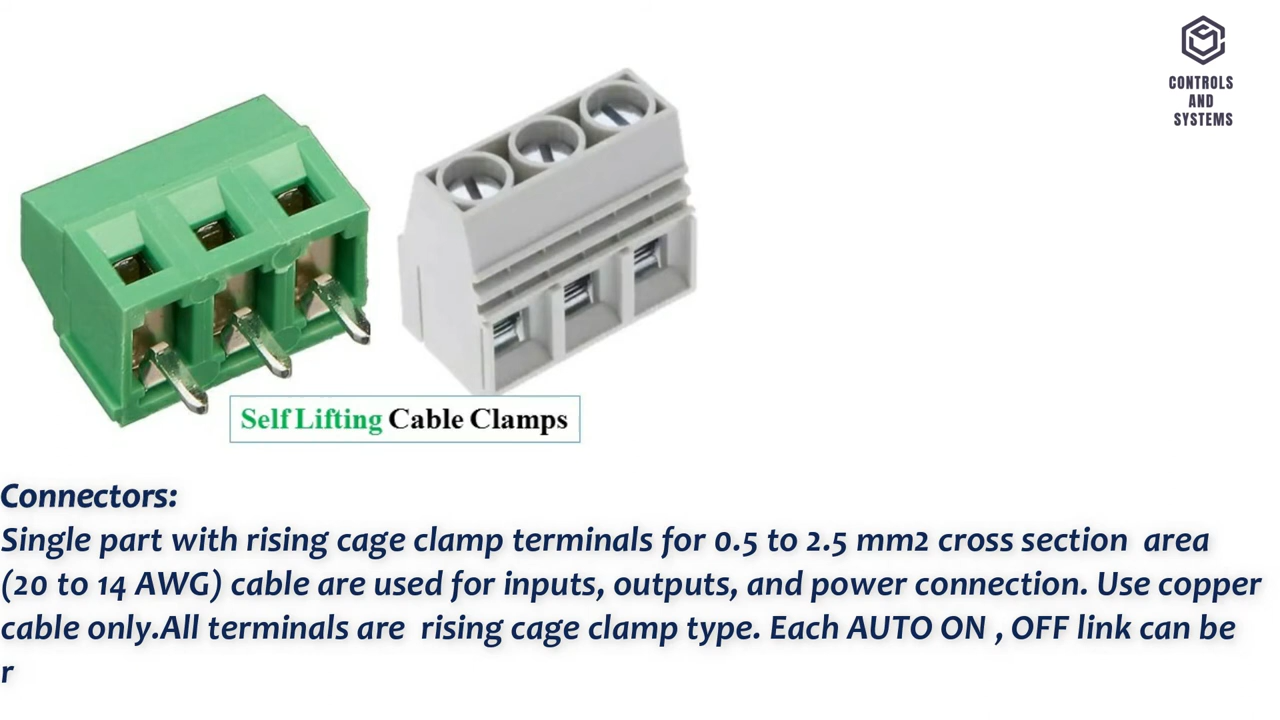 CONTROLS
AND
SYSTEMS
Self Lifting Cable Clamps
Connectors:
Single part with rising cage clamp terminals for 0.5 to 2.5 mm2 cross section  area
(20 to 14 AWG) cable are used for inputs, outputs, and power connection. Use copper
cable only.All terminals are  rising cage clamp type. Each AUTO ON , OFF link can be
r